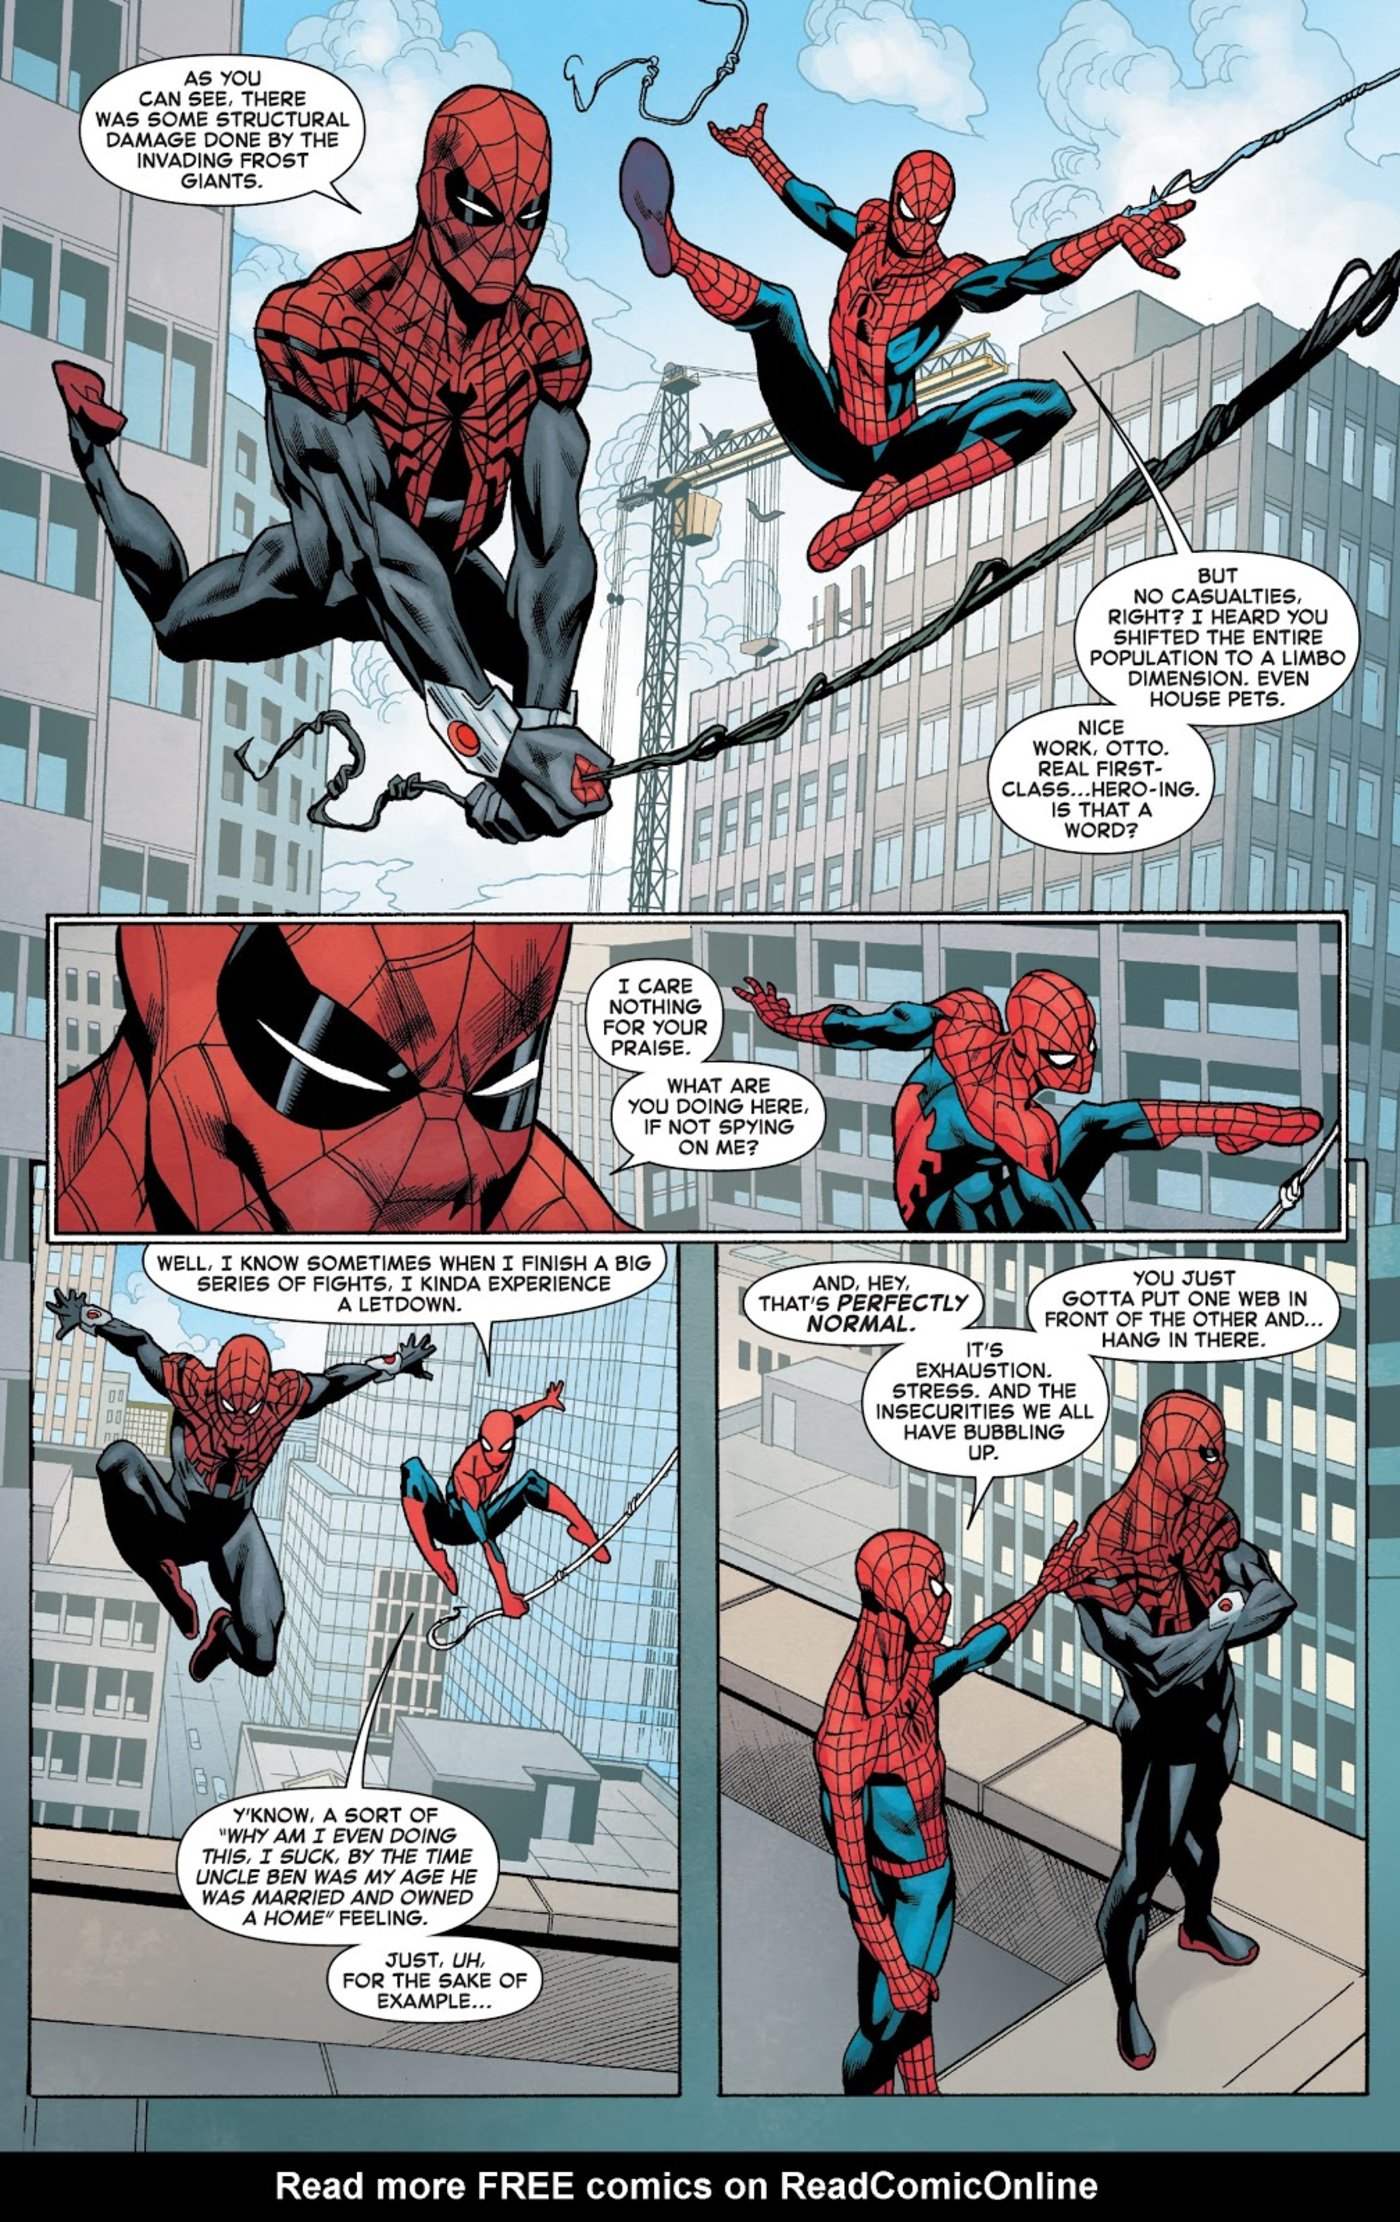 AS YOU
CAN SEE, THERE
WAS SOME STRUCTURAL
DAMAGE DONE BY THE
INVADING FROST
GIANTS.
BUT
NO CASUALTIES,
RIGHT? I HEARD YOU
SHIFTED THE ENTIRE
POPULATION TO A LIMBO
DIMENSION. EVEN
HOUSE PETS.
NICE
WORK, OTTO.
REAL FIRST-
CLASS...HERO-ING.
IS THAT A
WORD?
I CARE
NOTHING
FOR YOUR
PRAISE.
WHAT ARE
YOU DOING HERE,
IF NOT SPYING
ON ME?
WELL, I KNOW SOMETIMES WHEN I FINISH A BIG
SERIES OF FIGHTS, I KINDA EXPERIENCE
A LETDOWN.
Y'KNOW, A SORT OF
"WHY AM I EVEN DOING
THIS, I SUCK, BY THE TIME
UNCLE BEN WAS MY AGE HE
WAS MARRIED AND OWNED
A HOME" FEELING.
JUST, UH,
FOR THE SAKE OF
EXAMPLE...
AND, HEY,
THAT'S PERFECTLY
NORMAL.
IT'S
EXHAUSTION.
STRESS. AND THE
INSECURITIES WE ALL
HAVE BUBBLING
UP.
YOU JUST
GOTTA PUT ONE WEB IN
FRONT OF THE OTHER AND...
HANG IN THERE.
Read more FREE comics on ReadComicOnline